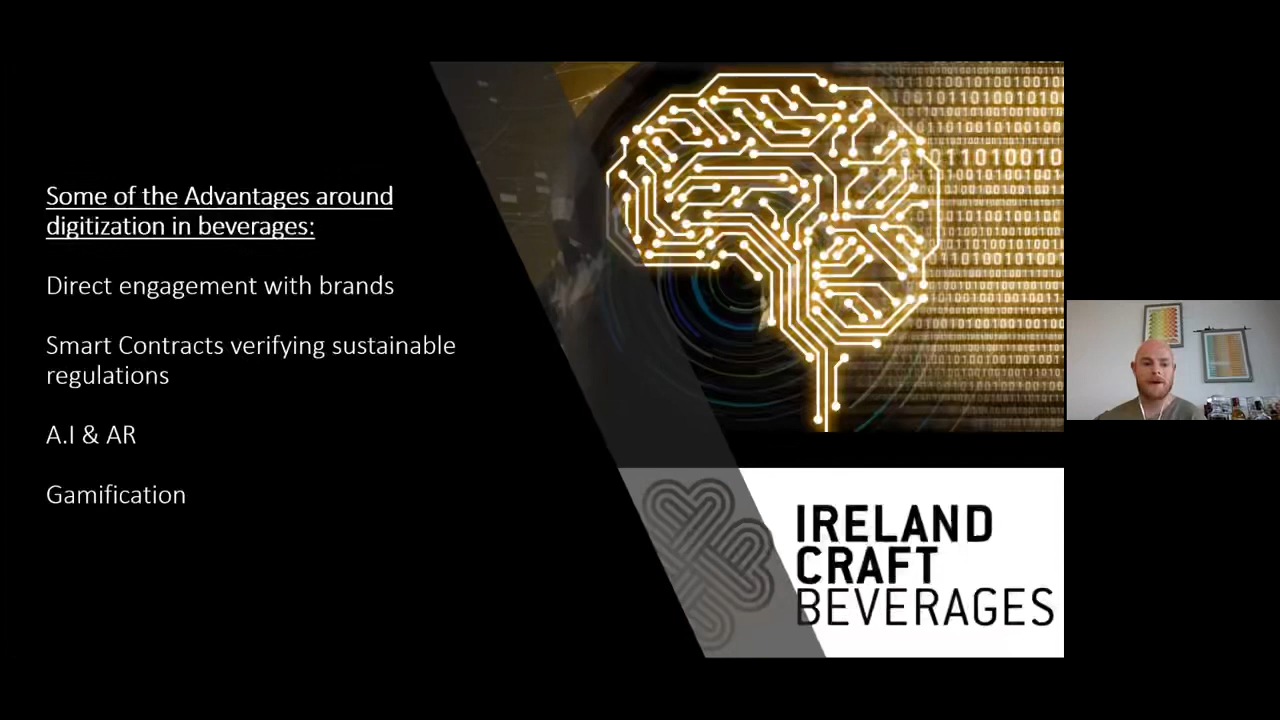 Some of the Advantages around
digitization in beverages:
Direct engagement with brands
Smart Contracts verifying sustainable
regulations
A.I & AR
Gamification
IRELAND
CRAFT
BEVERAGES